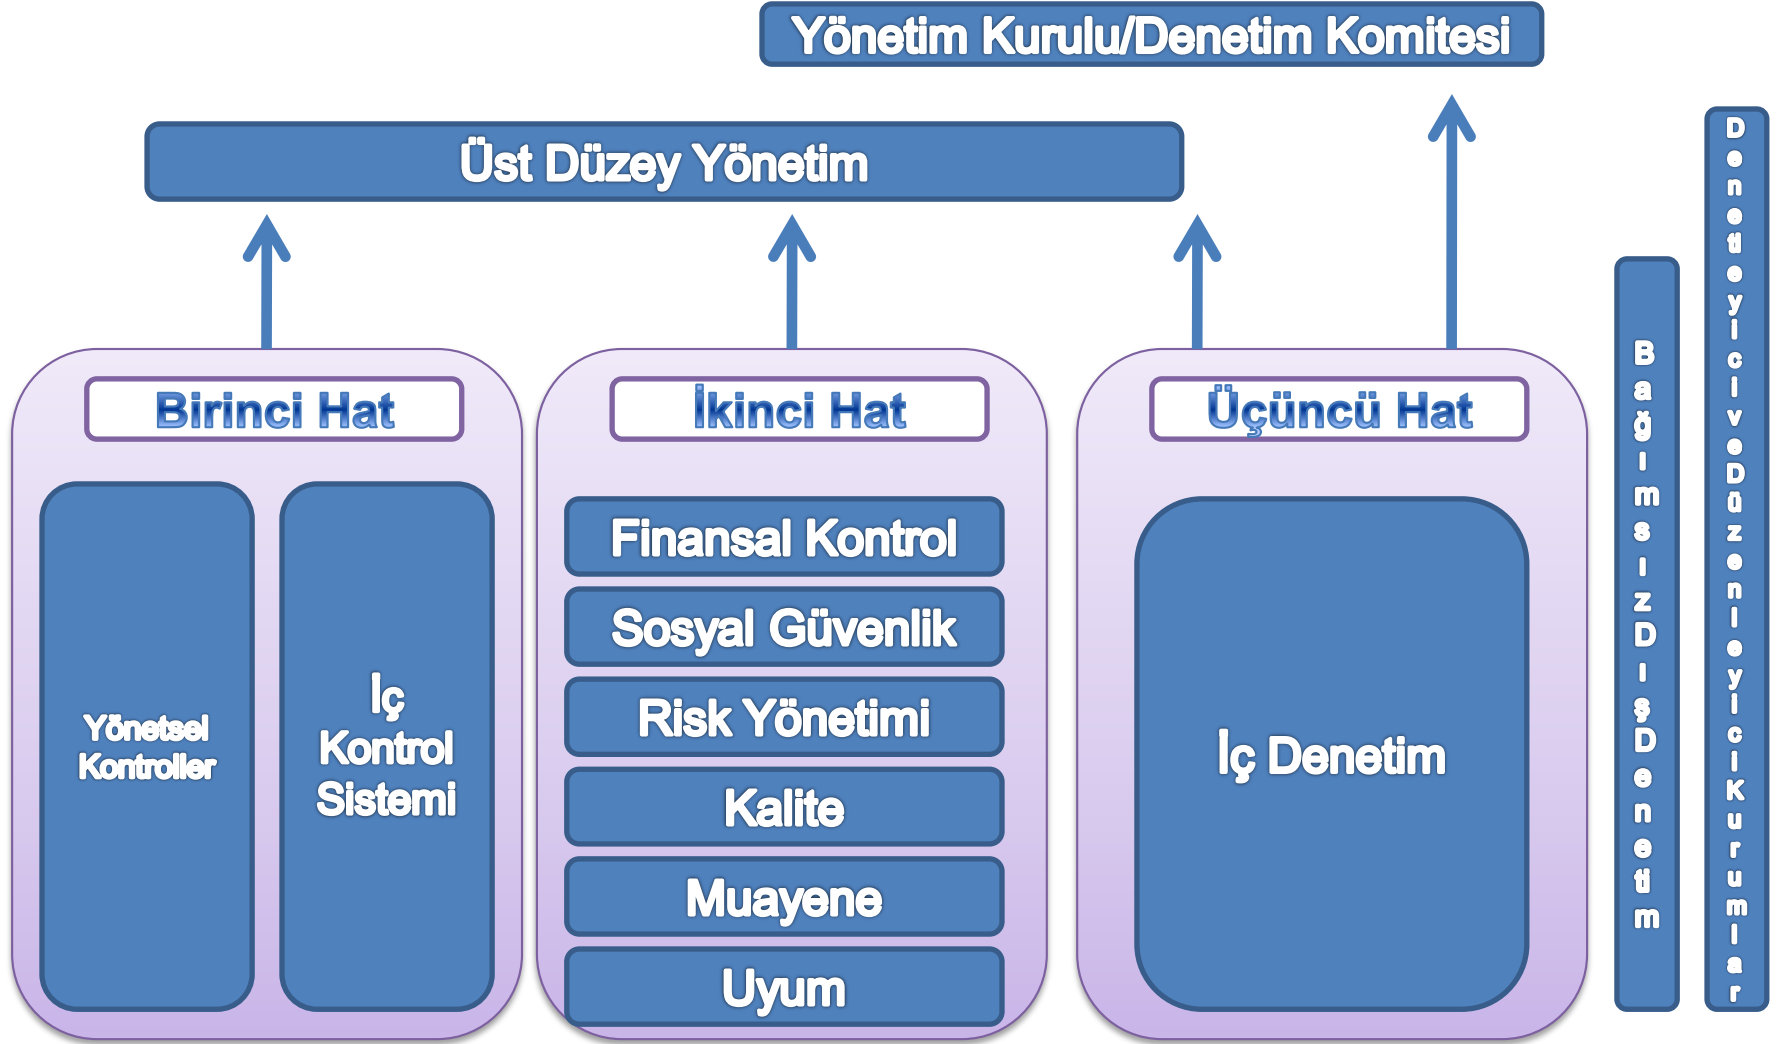 Yönetim Kurulu/Denetim Komitesi
Üst Düzey Yönetim
Birinci Hat
Yönetsel
Kontroller
İç
Kontrol
Sistemi
İkinci Hat
Finansal Kontrol
Sosyal Güvenlik
Risk Yönetimi
Kalite
Muayene
Uyum
Üçüncü Hat
İç Denetim
Bağımsız Dış Denetim
Denetleyici ve Düzenleyici Kurumlar